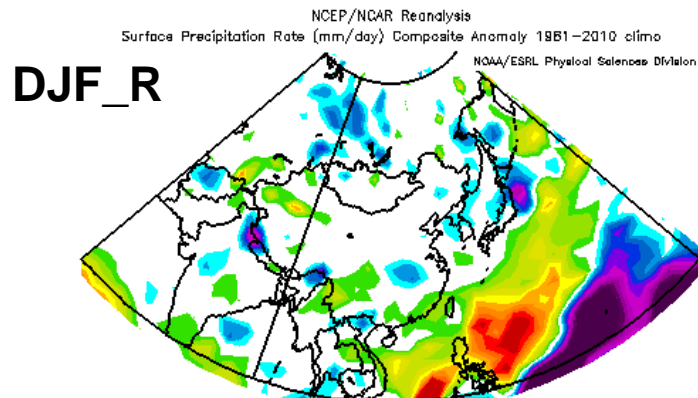 NCEP/NCAR Reanalysis
Surface Precipitation Rate (mm/day) Composite Anomaly 1981-2010 climo
NOAA/ESRL Physical Sciences Division
DJF_R